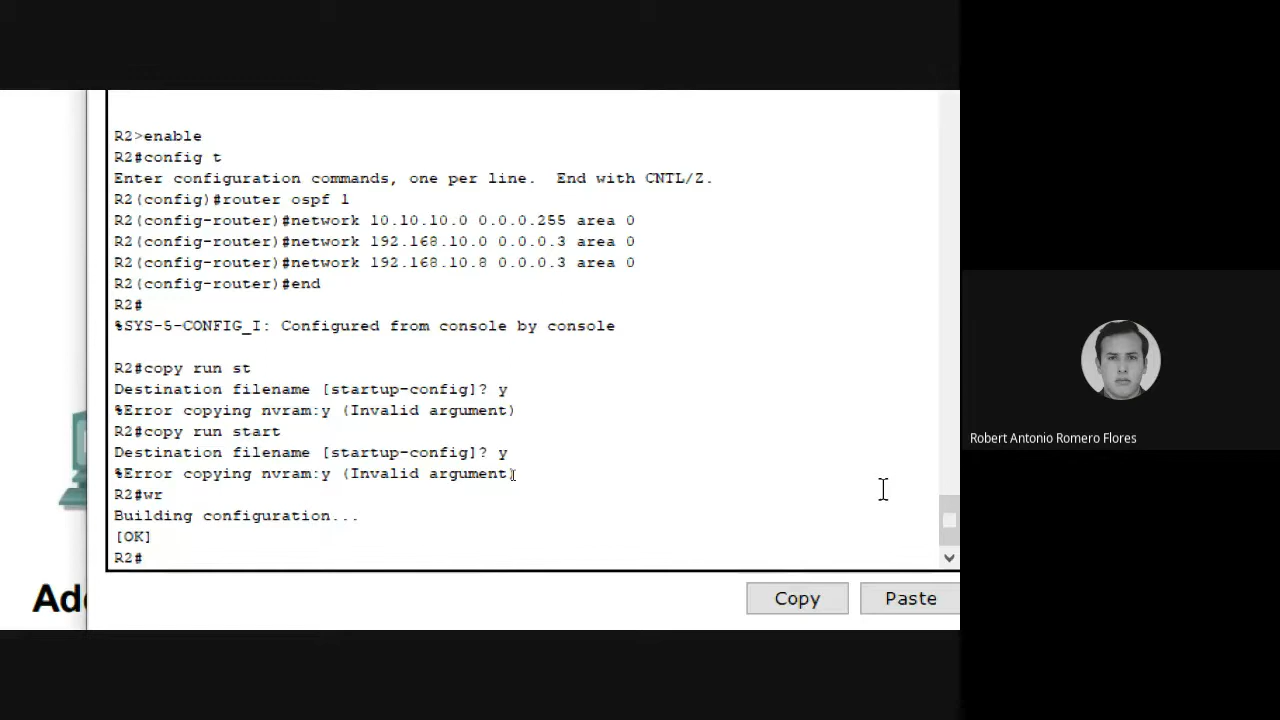 R2>enable
R2#config t
Enter configuration commands, one per line.  End with CNTL/Z.
R2(config)#router ospf 1
R2(config-router)#network 10.10.10.0 0.0.0.255 area 0
R2(config-router)#network 192.168.10.0 0.0.0.3 area 0
R2(config-router)#network 192.168.10.8 0.0.0.3 area 0
R2(config-router)#end
R2#
%SYS-5-CONFIG_I: Configured from console by console
R2#copy run st
Destination filename [startup-config]? y
%Error copying nvram:y (Invalid argument)
R2#copy run start
Destination filename [startup-config]? y
%Error copying nvram:y (Invalid argument)
R2#wr
Building configuration...
[OK]
R2#
Copy
Paste
Robert Antonio Romero Flores